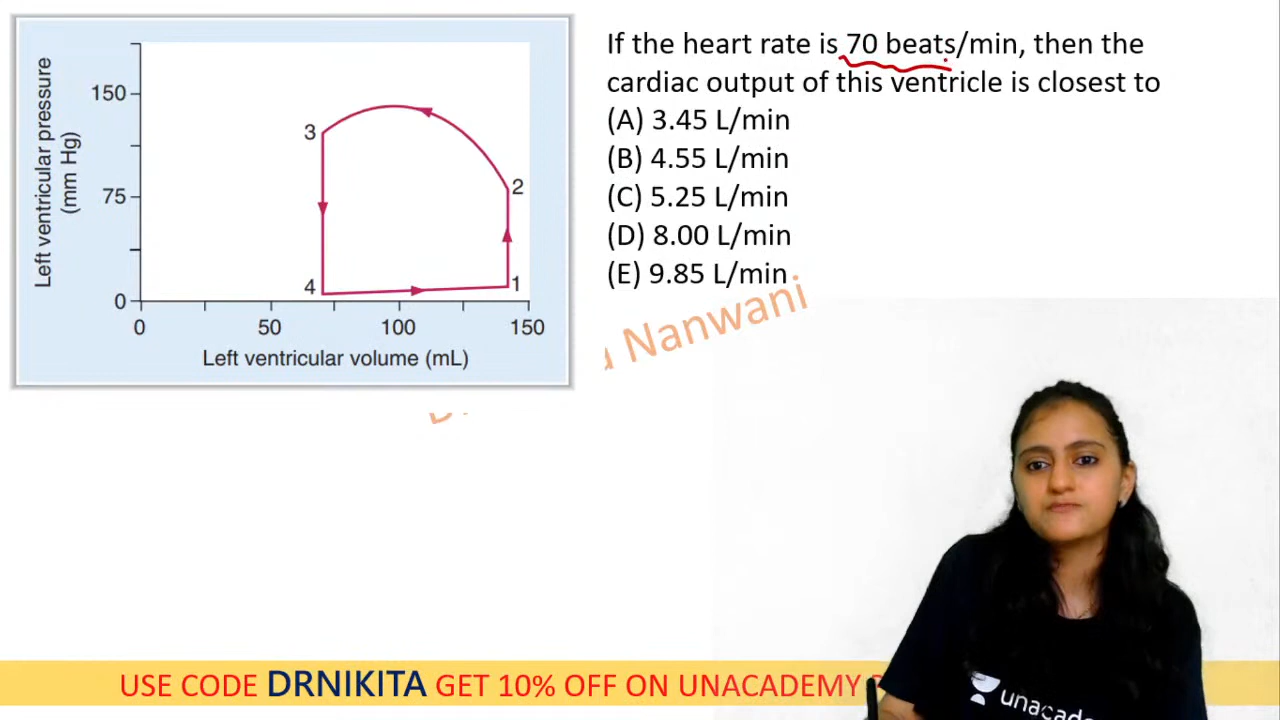 If the heart rate is 70 beats/min, then the
cardiac output of this ventricle is closest to
(A) 3.45 L/min
(B) 4.55 L/min
(C) 5.25 L/min
(D) 8.00 L/min
(E) 9.85 L/min
Left ventricular pressure
(mm Hg)
150
75
0
3
2
4
1
0
50
100
150
Left ventricular volume (mL)
Nanwani
USE CODE DRNIKITA GET 10% OFF ON UNACADEMY
unacade